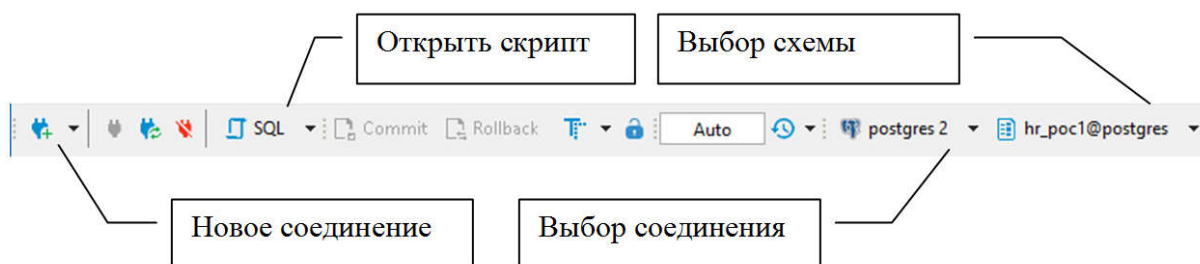 Открыть скрипт
Выбор схемы
SQL Commit Rollback Auto postgres 2 hr_poc1@postgres
Новое соединение
Выбор соединения